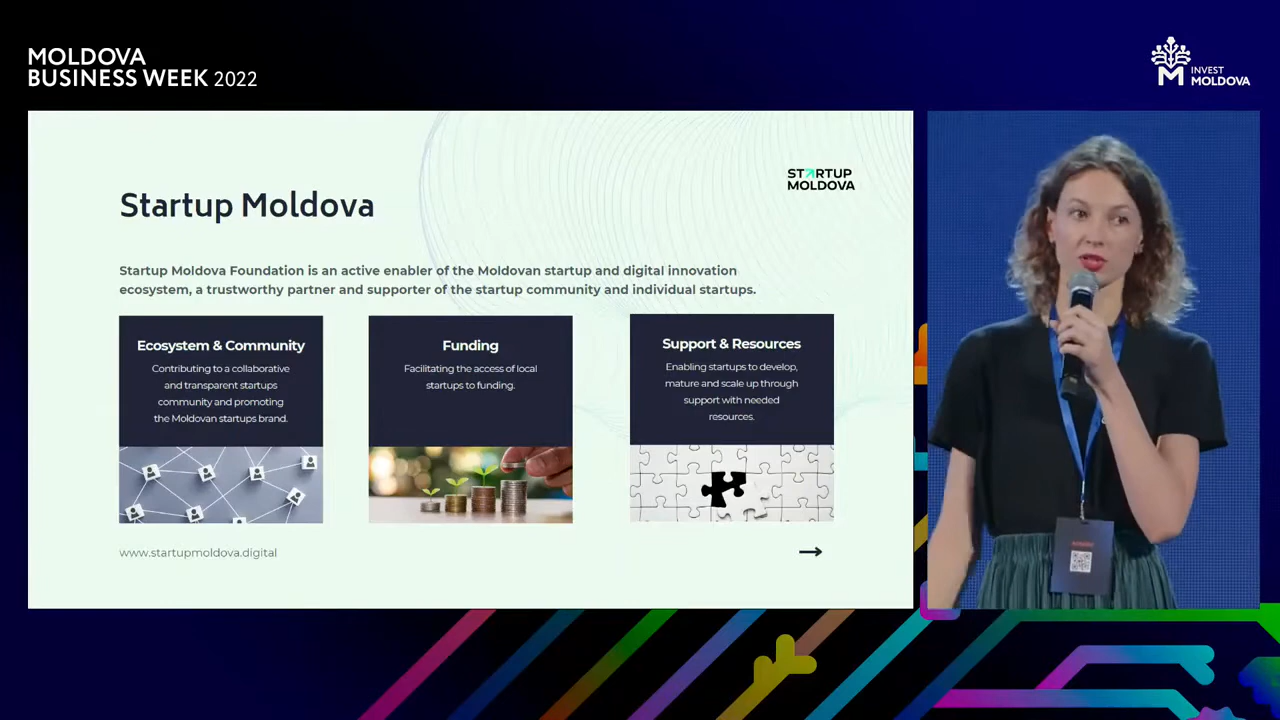 MOLDOVA
BUSINESS WEEK 2022
INVEST
MOLDOVA
STARTUP
MOLDOVA
Startup Moldova
Startup Moldova Foundation is an active enabler of the Moldovan startup and digital innovation
ecosystem, a trustworthy partner and supporter of the startup community and individual startups.
Ecosystem & Community
Contributing to a collaborative
and transparent startups
community and promoting
the Moldovan startups brand.
Funding
Facilitating the access of local
startups to funding.
Support & Resources
Enabling startups to develop,
mature and scale up through
support with needed
resources.
www.startupmoldova.digital